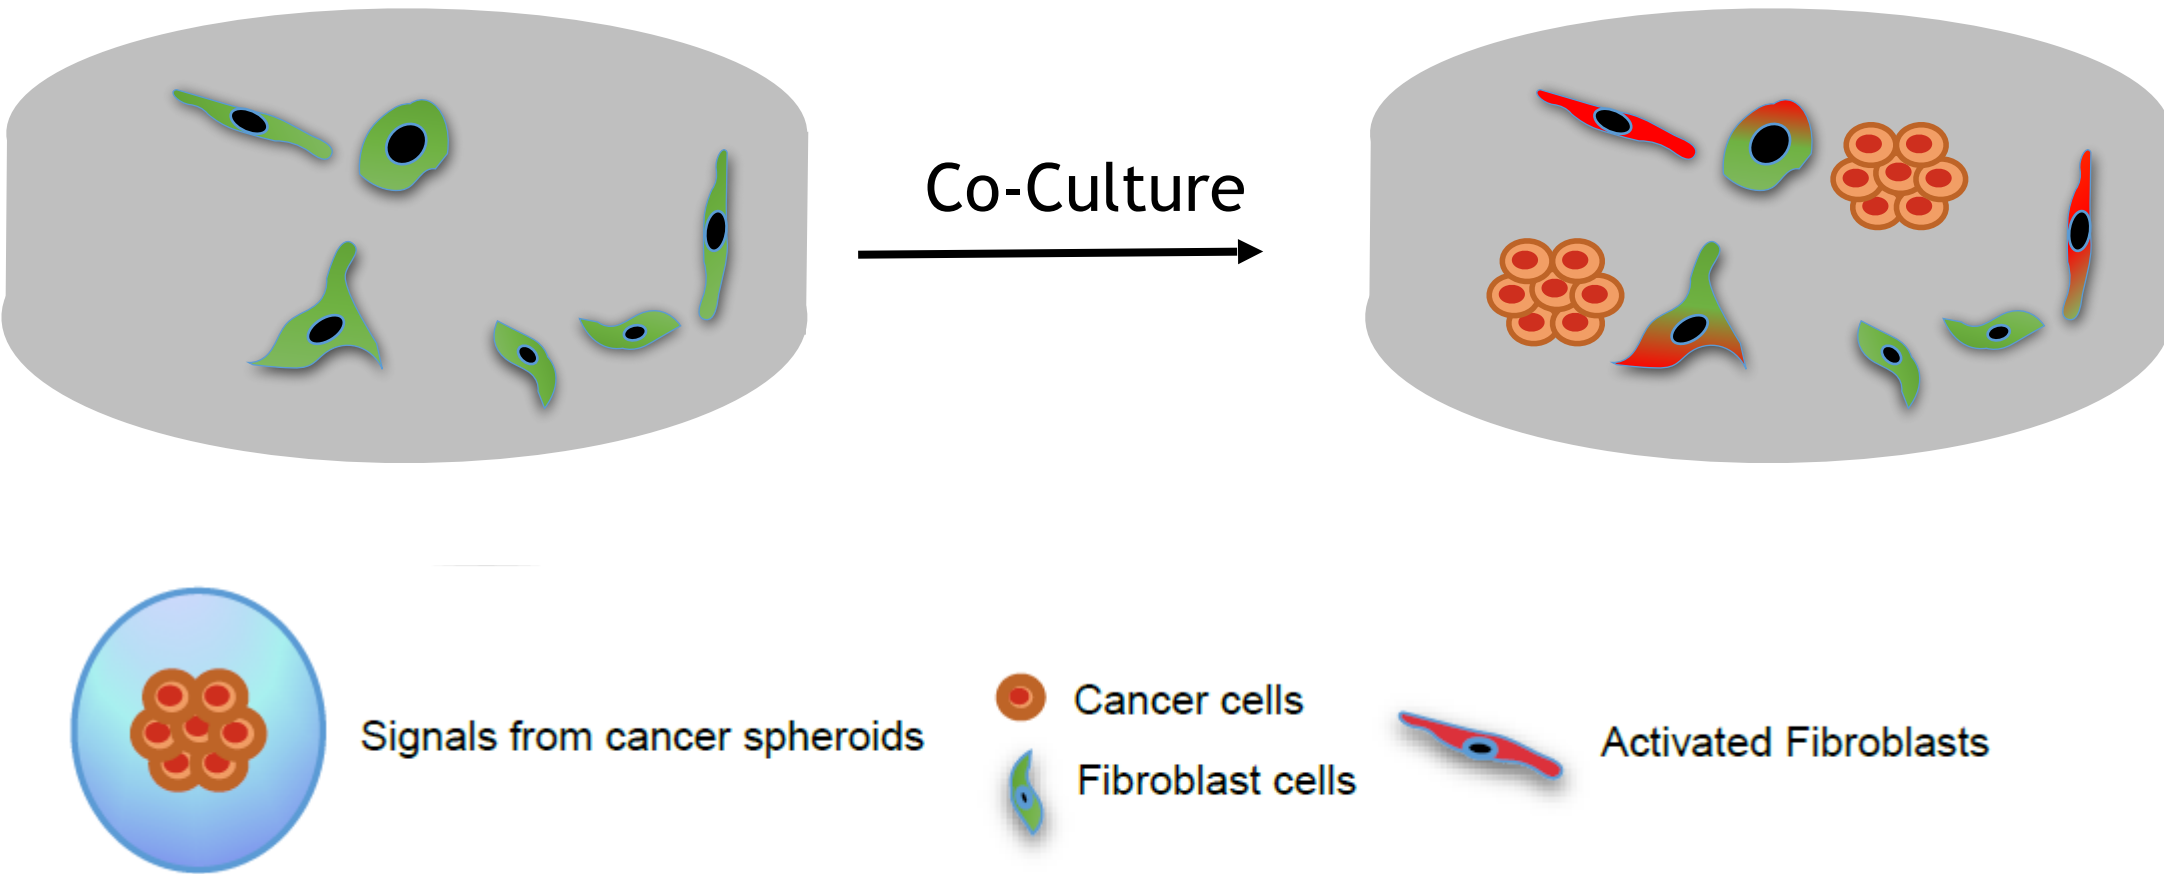 Co-Culture
Signals from cancer spheroids
Cancer cells
Fibroblast cells
Activated Fibroblasts